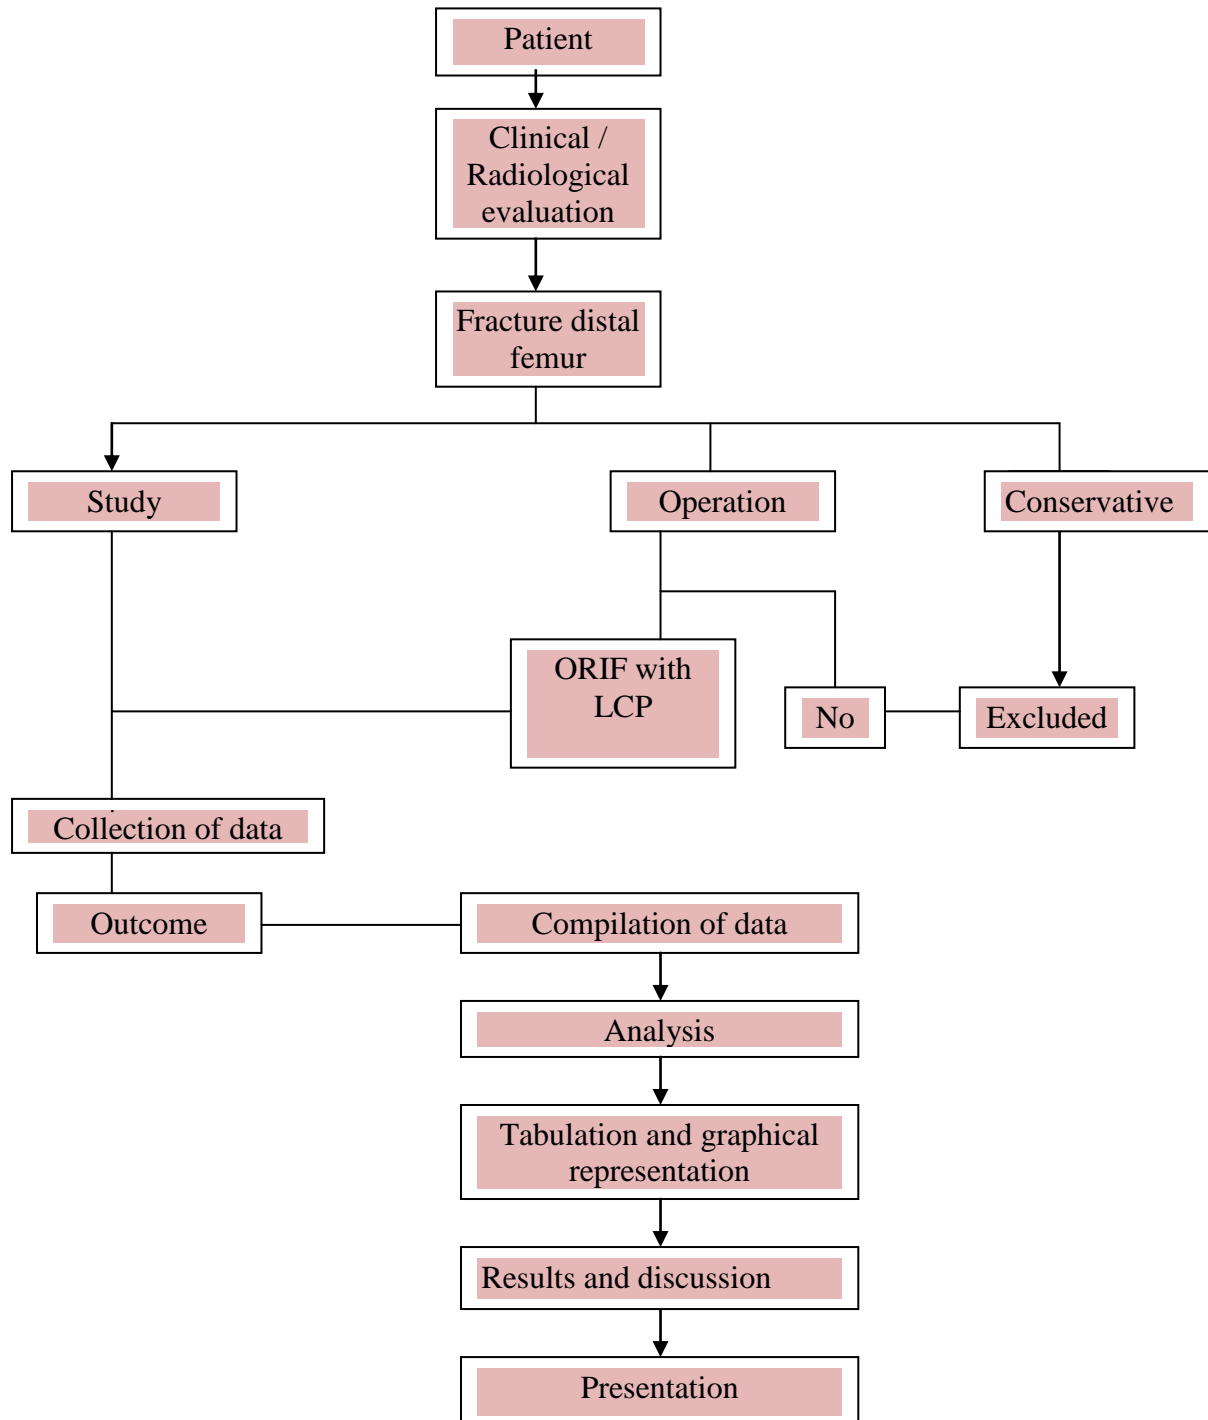 Patient
Clinical /
Radiological
evaluation
Fracture distal
femur
Study
Operation
Conservative
ORIF with
LCP
No
Excluded
Collection of data
Outcome
Compilation of data
Analysis
Tabulation and graphical
representation
Results and discussion
Presentation